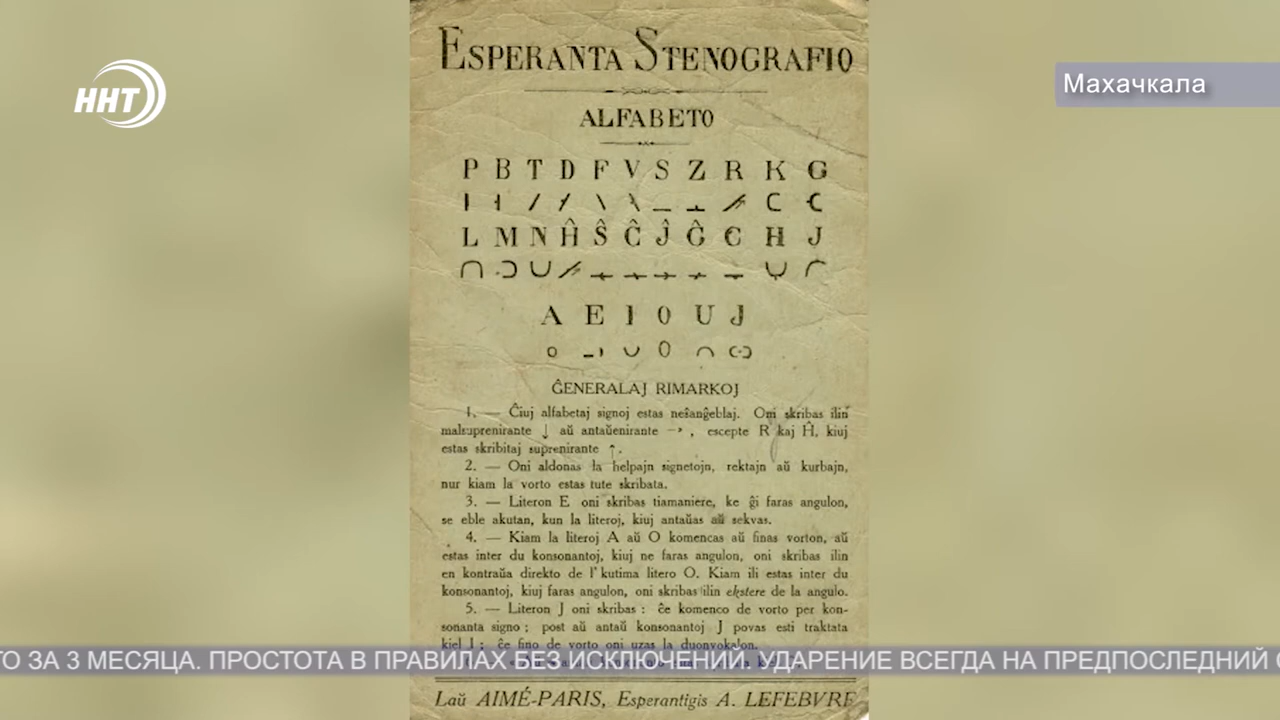 ННТ
Махачкала
ESPERANTA STENOGRAFIO
ALFABETO
P B T D F V S Z R K G
L M N Ĥ Ŝ Ĉ Ĵ Ĝ C H J
A E I O U J
ĜENERALAJ RIMARKOJ
1. — Ĉiuj alfabetaj signoj estas neŝanĝeblaj. Oni skribas ilin
malsuprenirante ↓ aŭ antaŭenirante → , escepte R kaj Ĥ, kiuj
estas skribitaj suprenirante ↑.
2. — Oni aldonas la helpajn signetojn, rektajn aŭ kurbajn,
nur kiam la vorto estas tute skribata.
3. — Literon E oni skribas tiamaniere, ke ĝi faras angulon,
se eble akutan, kun la literoj, kiuj antaŭas aŭ sekvas.
4. — Kiam la literoj A aŭ O komencas aŭ finas vorton, aŭ
estas inter du konsonantoj, kiuj ne faras angulon, oni skribas ilin
en kontraŭa direkto de l' kutima litero O. Kiam ili estas inter du
konsonantoj, kiuj faras angulon, oni skribas ilin ekstere de la angulo.
5. — Literon J oni skribas : ĉe komenco de vorto per kon-
sonanta signo ; post aŭ antaŭ konsonantoj J povas esti traktata
kiel I ; ĉe fino de vorto oni uzas la duonvokalon.
ТО ЗА 3 МЕСЯЦА. ПРОСТОТА В ПРАВИЛАХ БЕЗ ИСКЛЮЧЕНИЙ. УДАРЕНИЕ ВСЕГДА НА ПРЕДПОСЛЕДНИЙ С
Laŭ AIMÉ-PARIS, Esperantigis A. LEFEBVRE